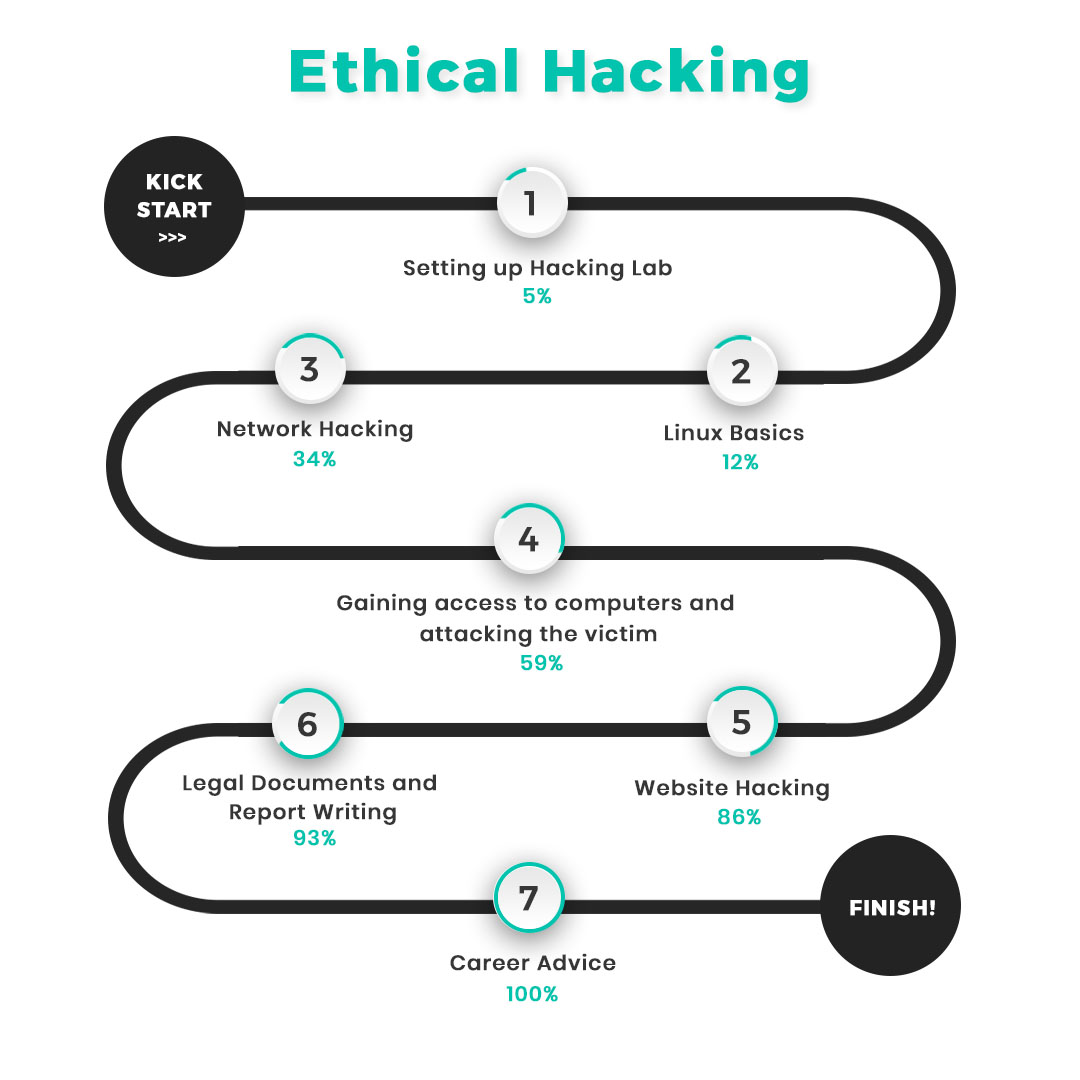 Ethical Hacking
KICK
START
>>>
1
Setting up Hacking Lab
5%
2
Linux Basics
12%
3
Network Hacking
34%
4
Gaining access to computers and
attacking the victim
59%
5
Website Hacking
86%
6
Legal Documents and
Report Writing
93%
7
Career Advice
100%
FINISH!